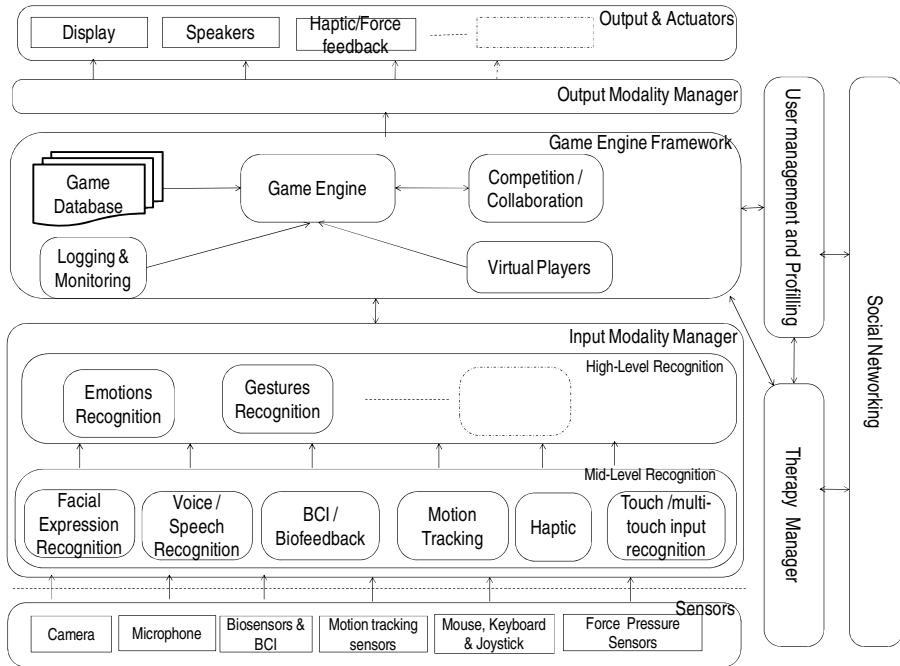 Output & Actuators
Display
Speakers
Haptic/Force
feedback
Output Modality Manager
Game Engine Framework
Game
Database
Game Engine
Competition /
Collaboration
Logging &
Monitoring
Virtual Players
Input Modality Manager
High-Level Recognition
Emotions
Recognition
Gestures
Recognition
Mid-Level Recognition
Facial
Expression
Recognition
Voice /
Speech
Recognition
BCI /
Biofeedback
Motion
Tracking
Haptic
Touch /multi-
touch input
recognition
Sensors
Camera
Microphone
Biosensors &
BCI
Motion tracking
sensors
Mouse, Keyboard
& Joystick
Force Pressure
Sensors
User management and Profilling
Therapy Manager
Social Networking